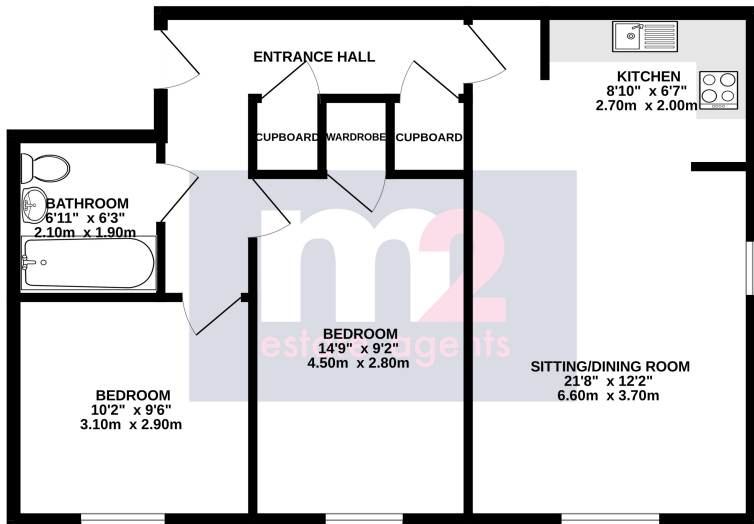 ENTRANCE HALL
KITCHEN
8'10" x 6'7"
2.70m x 2.00m
CUPBOARD
WARDROBE
CUPBOARD
BATHROOM
6'11" x 6'3"
2.10m x 1.90m
m2
estate agents
BEDROOM
14'9" x 9'2"
4.50m x 2.80m
SITTING/DINING ROOM
21'8" x 12'2"
6.60m x 3.70m
BEDROOM
10'2" x 9'6"
3.10m x 2.90m